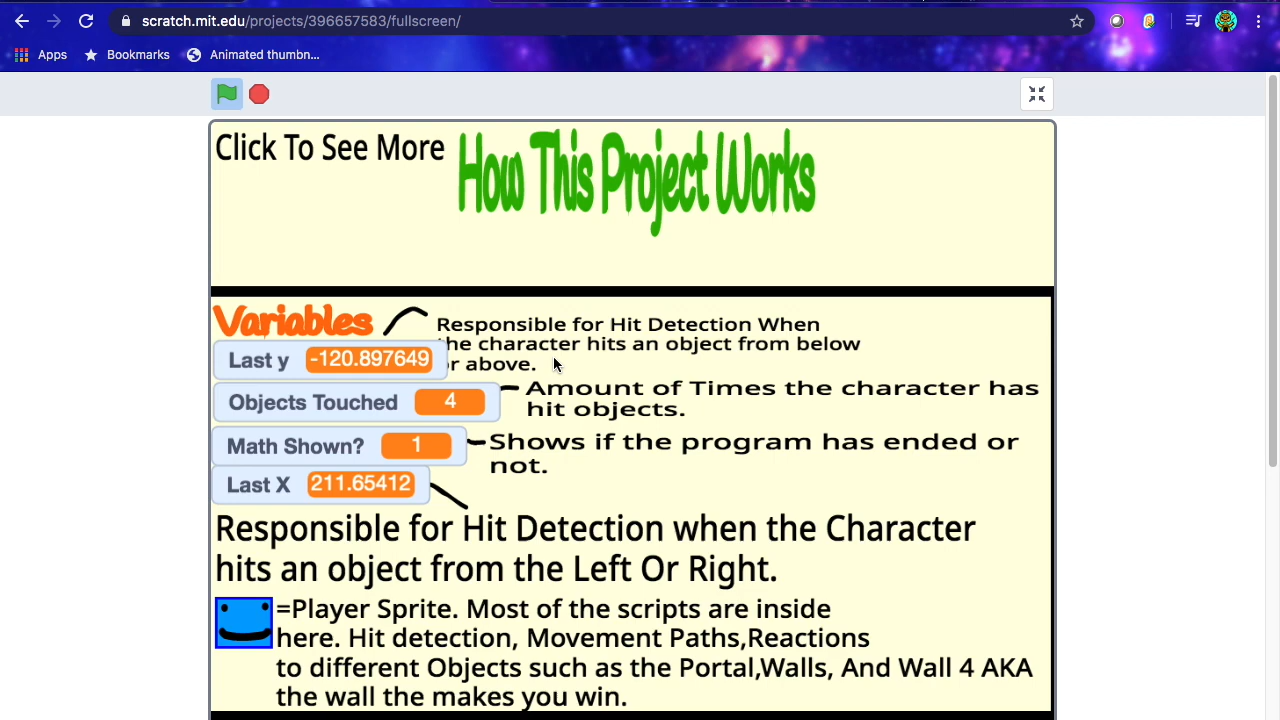 scratch.mit.edu/projects/396657583/fullscreen/
Apps
Bookmarks
Animated thumbn...
Click To See More
How This Project Works
Variables
Responsible for Hit Detection When
the character hits an object from below
or above.
Last y -120.897649
Amount of Times the character has
hit objects.
Objects Touched 4
Math Shown? 1
Shows if the program has ended or
not.
Last X 211.65412
Responsible for Hit Detection when the Character
hits an object from the Left Or Right.
=Player Sprite. Most of the scripts are inside
here. Hit detection, Movement Paths,Reactions
to different Objects such as the Portal,Walls, And Wall 4 AKA
the wall the makes you win.